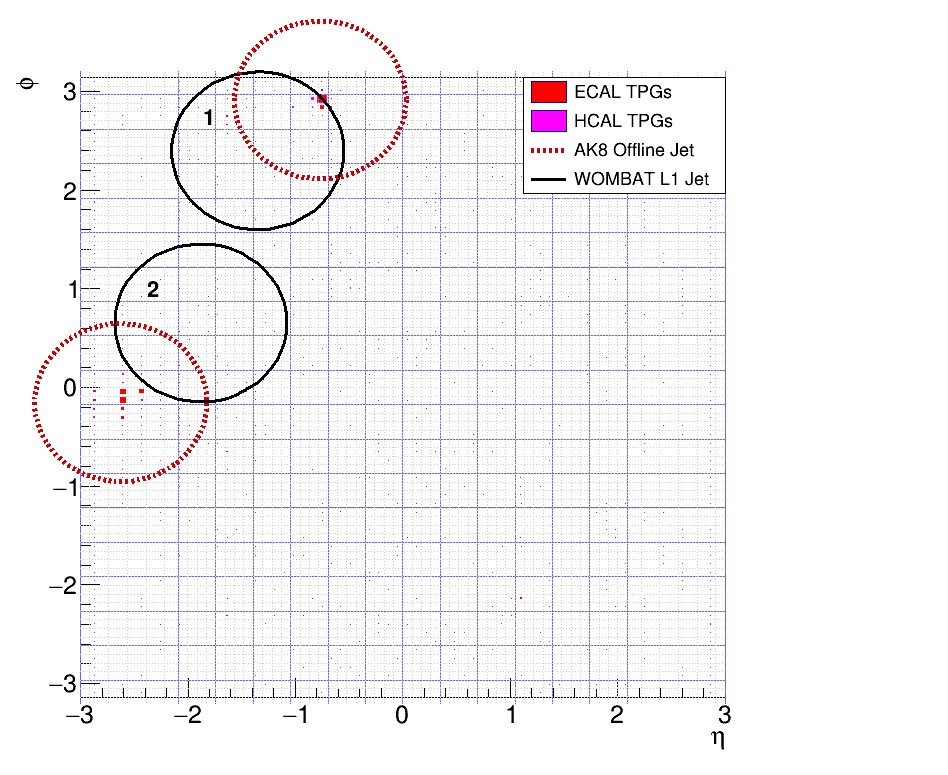 ϕ
3
2
1
0
−1
−2
−3
−3 −2 −1 0 1 2 3
η
1
2
ECAL TPGs
HCAL TPGs
AK8 Offline Jet
WOMBAT L1 Jet